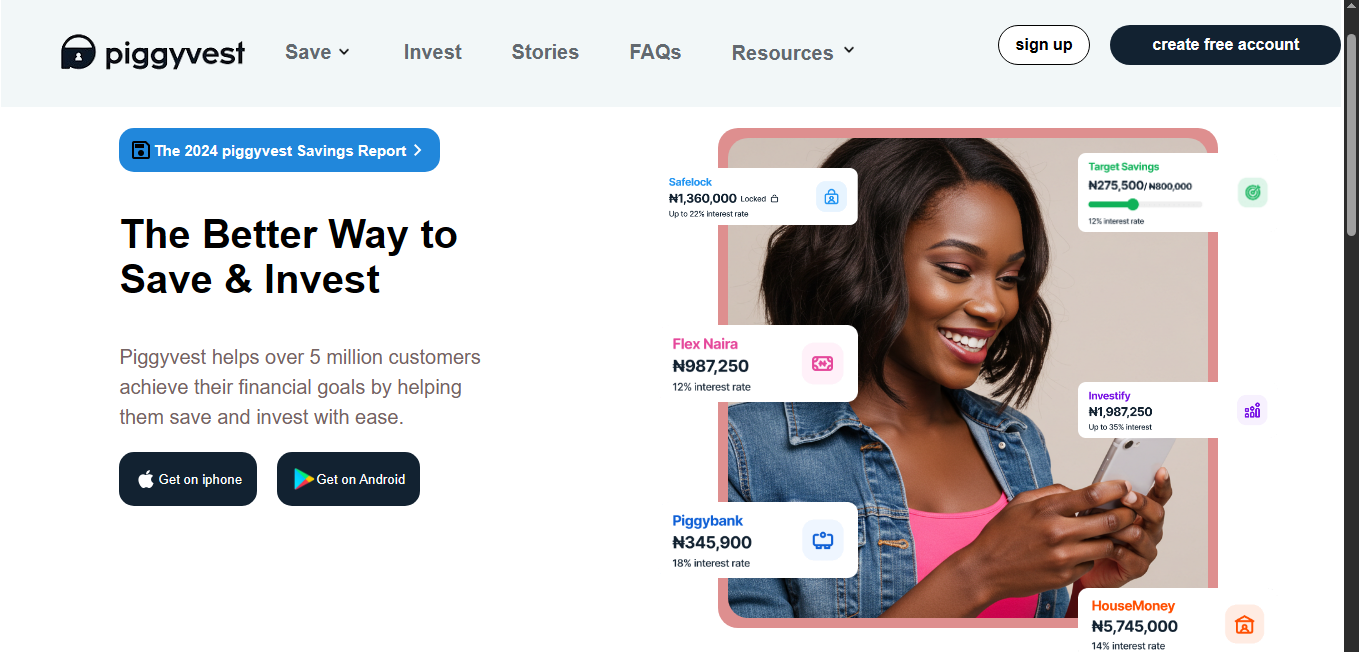 piggyvest
Save
Invest
Stories
FAQs
Resources
sign up
create free account
The 2024 piggyvest Savings Report
The Better Way to
Save & Invest
Piggyvest helps over 5 million customers
achieve their financial goals by helping
them save and invest with ease.
Get on iphone
Get on Android
Safelock
₦1,360,000 Locked
Up to 22% interest rate
Target Savings
₦275,500/ ₦800,000
12% interest rate
Flex Naira
₦987,250
12% interest rate
Investify
₦1,987,250
Up to 35% interest
Piggybank
₦345,900
18% interest rate
HouseMoney
₦5,745,000
14% interest rate